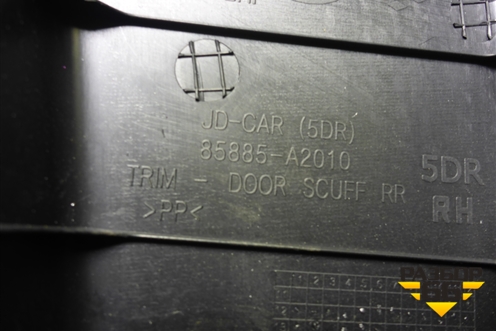 JD-CAR (5DR)
85885-A2010
TRIM - DOOR SCUFF RR
>PP<
5DR
RH